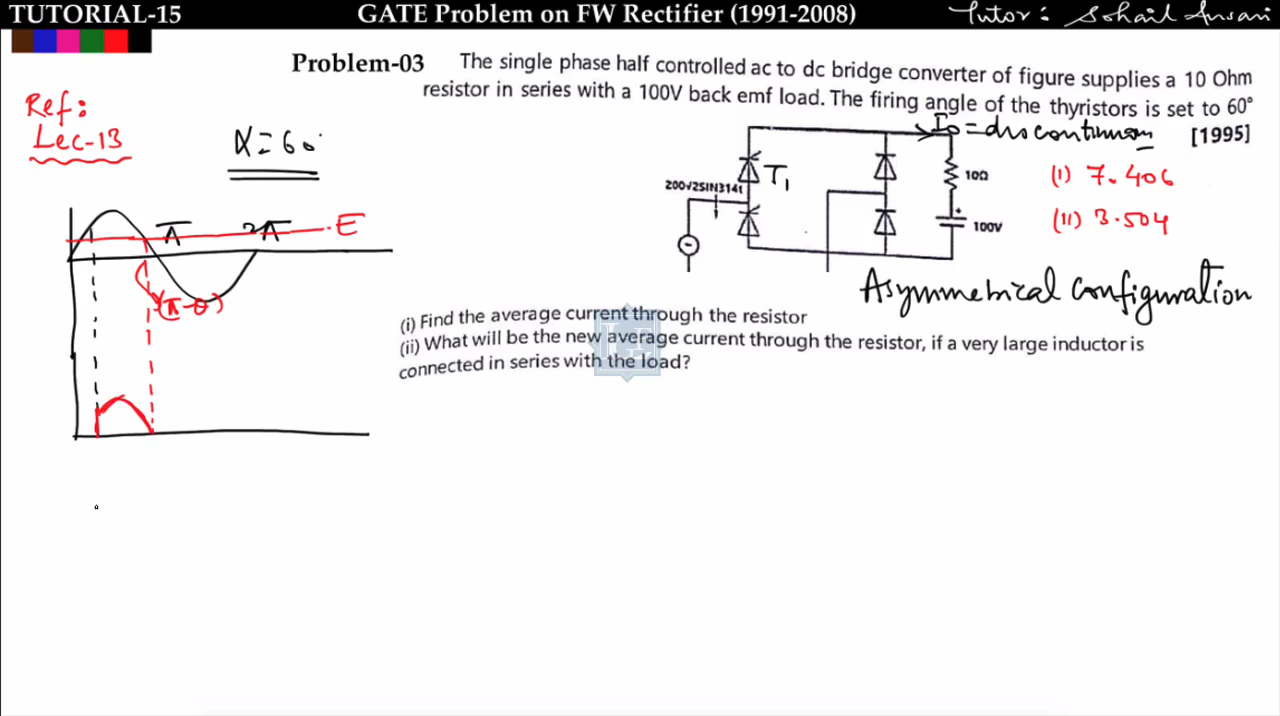 TUTORIAL-15 GATE Problem on FW Rectifier (1991-2008) Tutor: Sohail Ansari
Problem-03 The single phase half controlled ac to dc bridge converter of figure supplies a 10 Ohm
resistor in series with a 100V back emf load. The firing angle of the thyristors is set to 60°
I₀ = discontinuous [1995]
Ref:
Lec-13
α = 60°
T₁
200√2SIN314t
10Ω
100V
(i) 7.406
(ii) 3.504
π 2π E
(π-θ)
Asymmetrical Configuration
(i) Find the average current through the resistor
(ii) What will be the new average current through the resistor, if a very large inductor is
connected in series with the load?